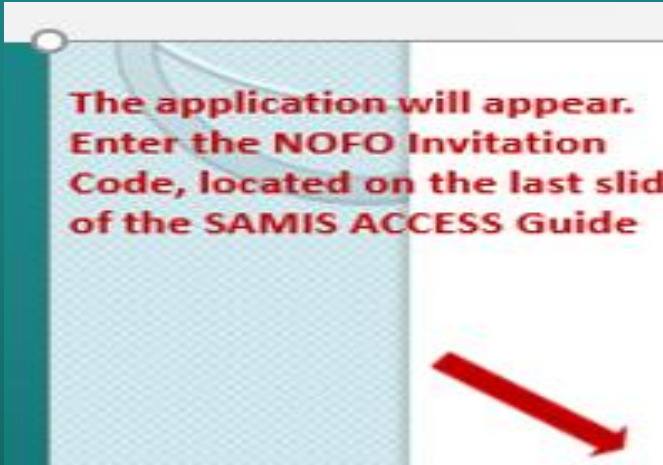 The application will appear.
Enter the NOFO Invitation
Code, located on the last slid
of the SAMIS ACCESS Guide